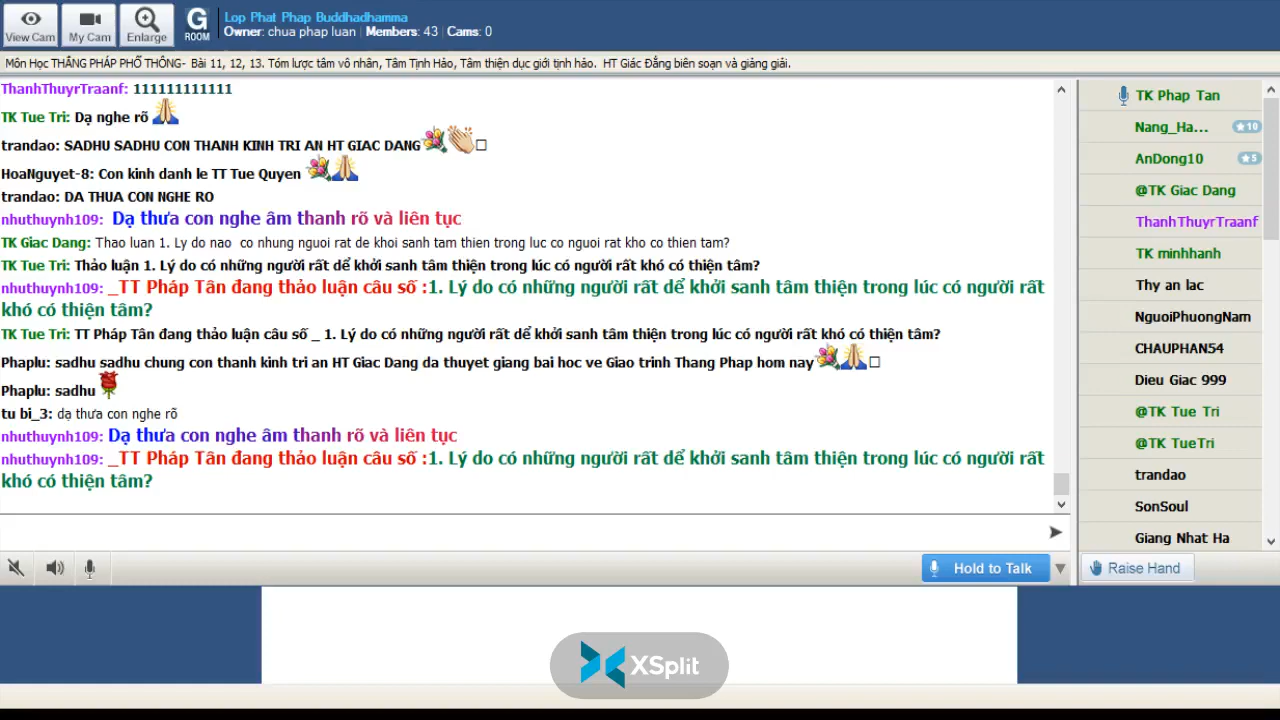 View Cam
My Cam
Enlarge
G
ROOM
Lop Phat Phap Buddhadhamma
Owner: chua phap luan | Members: 43 | Cams: 0
Môn Học THẮNG PHÁP PHỔ THÔNG- Bài 11, 12, 13. Tóm lược tâm vô nhân, Tâm Tịnh Hảo, Tâm thiện dục giới tịnh hảo. HT Giác Đẳng biên soạn và giảng giải.
ThanhThuyrTraanf: 111111111111
TK Tue Tri: Dạ nghe rõ
trandao: SADHU SADHU CON THANH KINH TRI AN HT GIAC DANG
HoaNguyet-8: Con kinh danh le TT Tue Quyen
trandao: DA THUA CON NGHE RO
nhuthuynh109: Dạ thưa con nghe âm thanh rõ và liên tục
TK Giac Dang: Thao luan 1. Ly do nao co nhung nguoi rat de khoi sanh tam thien trong luc co nguoi rat kho co thien tam?
TK Tue Tri: Thảo luận 1. Lý do có những người rất dể khởi sanh tâm thiện trong lúc có người rất khó có thiện tâm?
nhuthuynh109: _TT Pháp Tân đang thảo luận câu số :1. Lý do có những người rất dể khởi sanh tâm thiện trong lúc có người rất
khó có thiện tâm?
TK Tue Tri: TT Pháp Tân đang thảo luận câu số _ 1. Lý do có những người rất dể khởi sanh tâm thiện trong lúc có người rất khó có thiện tâm?
Phaplu: sadhu sadhu chung con thanh kinh tri an HT Giac Dang da thuyet giang bai hoc ve Giao trinh Thang Phap hom nay
Phaplu: sadhu
tu bi_3: dạ thưa con nghe rõ
nhuthuynh109: Dạ thưa con nghe âm thanh rõ và liên tục
nhuthuynh109: _TT Pháp Tân đang thảo luận câu số :1. Lý do có những người rất dể khởi sanh tâm thiện trong lúc có người rất
khó có thiện tâm?
TK Phap Tan
Nang_Ha...
10
AnDong10
5
@TK Giac Dang
ThanhThuyrTraanf
TK minhhanh
Thy an lac
NguoiPhuongNam
CHAUPHAN54
Dieu Giac 999
@TK Tue Tri
@TK TueTri
trandao
SonSoul
Giang Nhat Ha
Hold to Talk
Raise Hand
XSplit